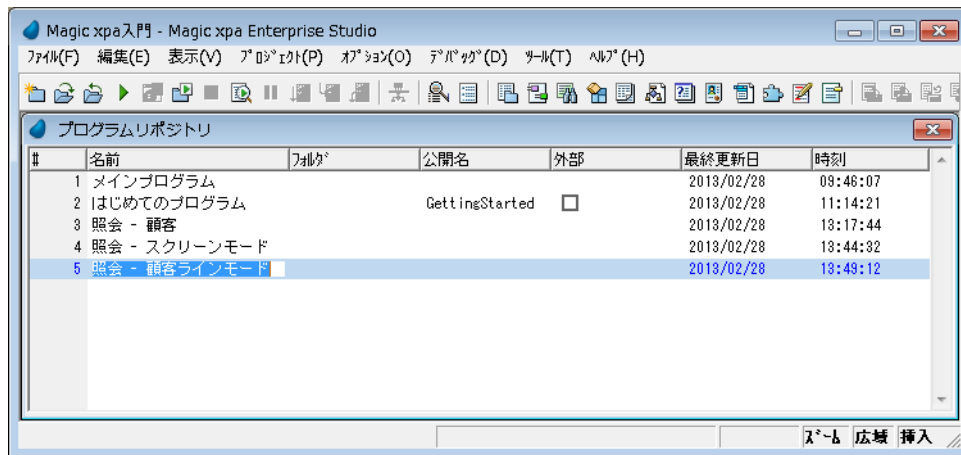 Magic xpa入門 - Magic xpa Enterprise Studio
ﾌｧｲﾙ(F) 編集(E) 表示(V) ﾌﾟﾛｼﾞｪｸﾄ(P) ｵﾌﾟｼｮﾝ(O) ﾃﾞﾊﾞｯｸﾞ(D) ﾂｰﾙ(T) ﾍﾙﾌﾟ(H)
プログラムリポジトリ
# 名前 ﾌｫﾙﾀﾞ 公開名 外部 最終更新日 時刻
1 メインプログラム 2013/02/28 09:46:07
2 はじめてのプログラム GettingStarted 2013/02/28 11:14:21
3 照会 - 顧客 2013/02/28 13:17:44
4 照会 - スクリーンモード 2013/02/28 13:44:32
5 照会 - 顧客ラインモード 2013/02/28 13:49:12
ｽﾞｰﾑ 広域 挿入